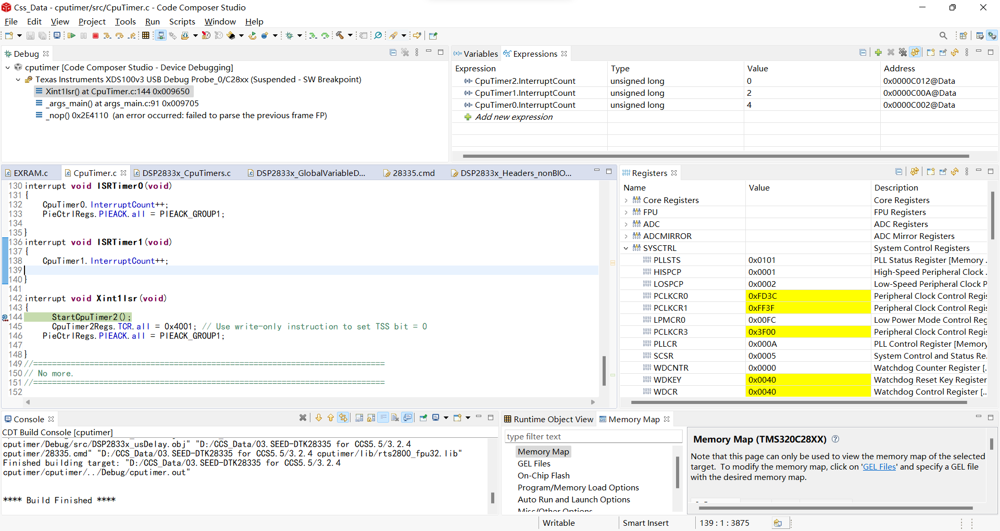 Css_Data - cputimer/src/CpuTimer.c - Code Composer Studio
File Edit View Project Tools Run Scripts Window Help
Debug
cputimer [Code Composer Studio - Device Debugging]
Texas Instruments XDS100v3 USB Debug Probe_0/C28xx (Suspended - SW Breakpoint)
Xint1Isr() at CpuTimer.c:144 0x009650
_args_main() at args_main.c:91 0x009705
_nop() 0x2E4110 (an error occurred: failed to parse the previous frame FP)
Variables Expressions
Expression Type Value Address
CpuTimer2.InterruptCount unsigned long 0 0x0000C012@Data
CpuTimer1.InterruptCount unsigned long 2 0x0000C00A@Data
CpuTimer0.InterruptCount unsigned long 4 0x0000C002@Data
Add new expression
EXRAM.c CpuTimer.c DSP2833x_CpuTimers.c DSP2833x_GlobalVariableD... 28335.cmd DSP2833x_Headers_nonBIO...
130 interrupt void ISRTimer0(void)
131 {
132 CpuTimer0.InterruptCount++;
133 PieCtrlRegs.PIEACK.all = PIEACK_GROUP1;
134
135 }
136 interrupt void ISRTimer1(void)
137 {
138 CpuTimer1.InterruptCount++;
139
140 }
141
142 interrupt void Xint1Isr(void)
143 {
144 StartCpuTimer2();
145 CpuTimer2Regs.TCR.all = 0x4001; // Use write-only instruction to set TSS bit = 0
146 PieCtrlRegs.PIEACK.all = PIEACK_GROUP1;
147
148 }
149 //===========================================================================
150 // No more.
151 //===========================================================================
152
Registers
Name Value Description
Core Registers Core Registers
FPU FPU Registers
ADC ADC Registers
ADCMIRROR ADC Mirror Registers
SYSCTRL System Control Registers
PLLSTS 0x0101 PLL Status Register [Memory .
HISPCP 0x0001 High-Speed Peripheral Clock .
LOSPCP 0x0002 Low-Speed Peripheral Clock P
PCLKCR0 0xFD3C Peripheral Clock Control Regis
PCLKCR1 0xFF3F Peripheral Clock Control Regis
LPMCR0 0x00FC Low Power Mode Control Reg
PCLKCR3 0x3F00 Peripheral Clock Control Regis
PLLCR 0x000A PLL Control Register [Memory
SCSR 0x0005 System Control and Status Re.
WDCNTR 0x0000 Watchdog Counter Register [.
WDKEY 0x0040 Watchdog Reset Key Register
WDCR 0x0040 Watchdog Control Register [..
Console
CDT Build Console [cputimer]
cputimer/Debug/src/DSP2833x_usDelay.obj" "D:/CCS_Data/03.SEED-DTK28335 for CCS5.5/3.2.4
cputimer/28335.cmd" "D:/CCS_Data/03.SEED-DTK28335 for CCS5.5/3.2.4 cputimer/lib/rts2800_fpu32.lib"
Finished building target: "D:/CCS_Data/03.SEED-DTK28335 for CCS5.5/3.2.4
cputimer/cputimer/../Debug/cputimer.out"
**** Build Finished ****
Runtime Object View Memory Map
type filter text
Memory Map
GEL Files
On-Chip Flash
Program/Memory Load Options
Auto Run and Launch Options
Misc/Other Options
Memory Map (TMS320C28XX)
Note that this page can only be used to view the memory map of the selected
target. To modify the memory map, click on 'GEL Files' and specify a GEL file
with the desired memory map.
Writable Smart Insert 139 : 1 : 3875